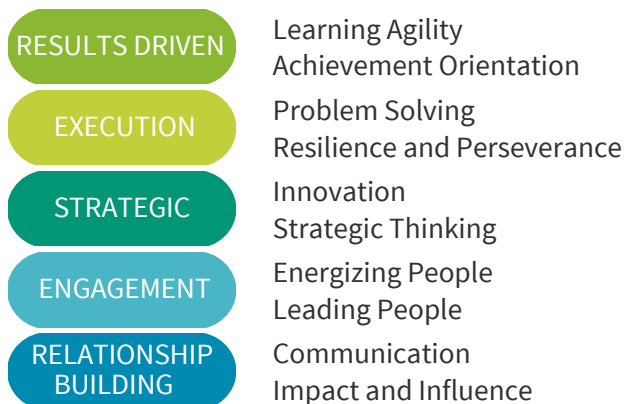 RESULTS DRIVEN
Learning Agility
Achievement Orientation
EXECUTION
Problem Solving
Resilience and Perseverance
STRATEGIC
Innovation
Strategic Thinking
ENGAGEMENT
Energizing People
Leading People
RELATIONSHIP
BUILDING
Communication
Impact and Influence